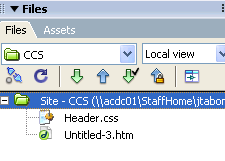 Files
Files Assets
CCS Local view
Site - CCS (\\acdc01\StaffHome\jtabor
Header.css
Untitled-3.htm